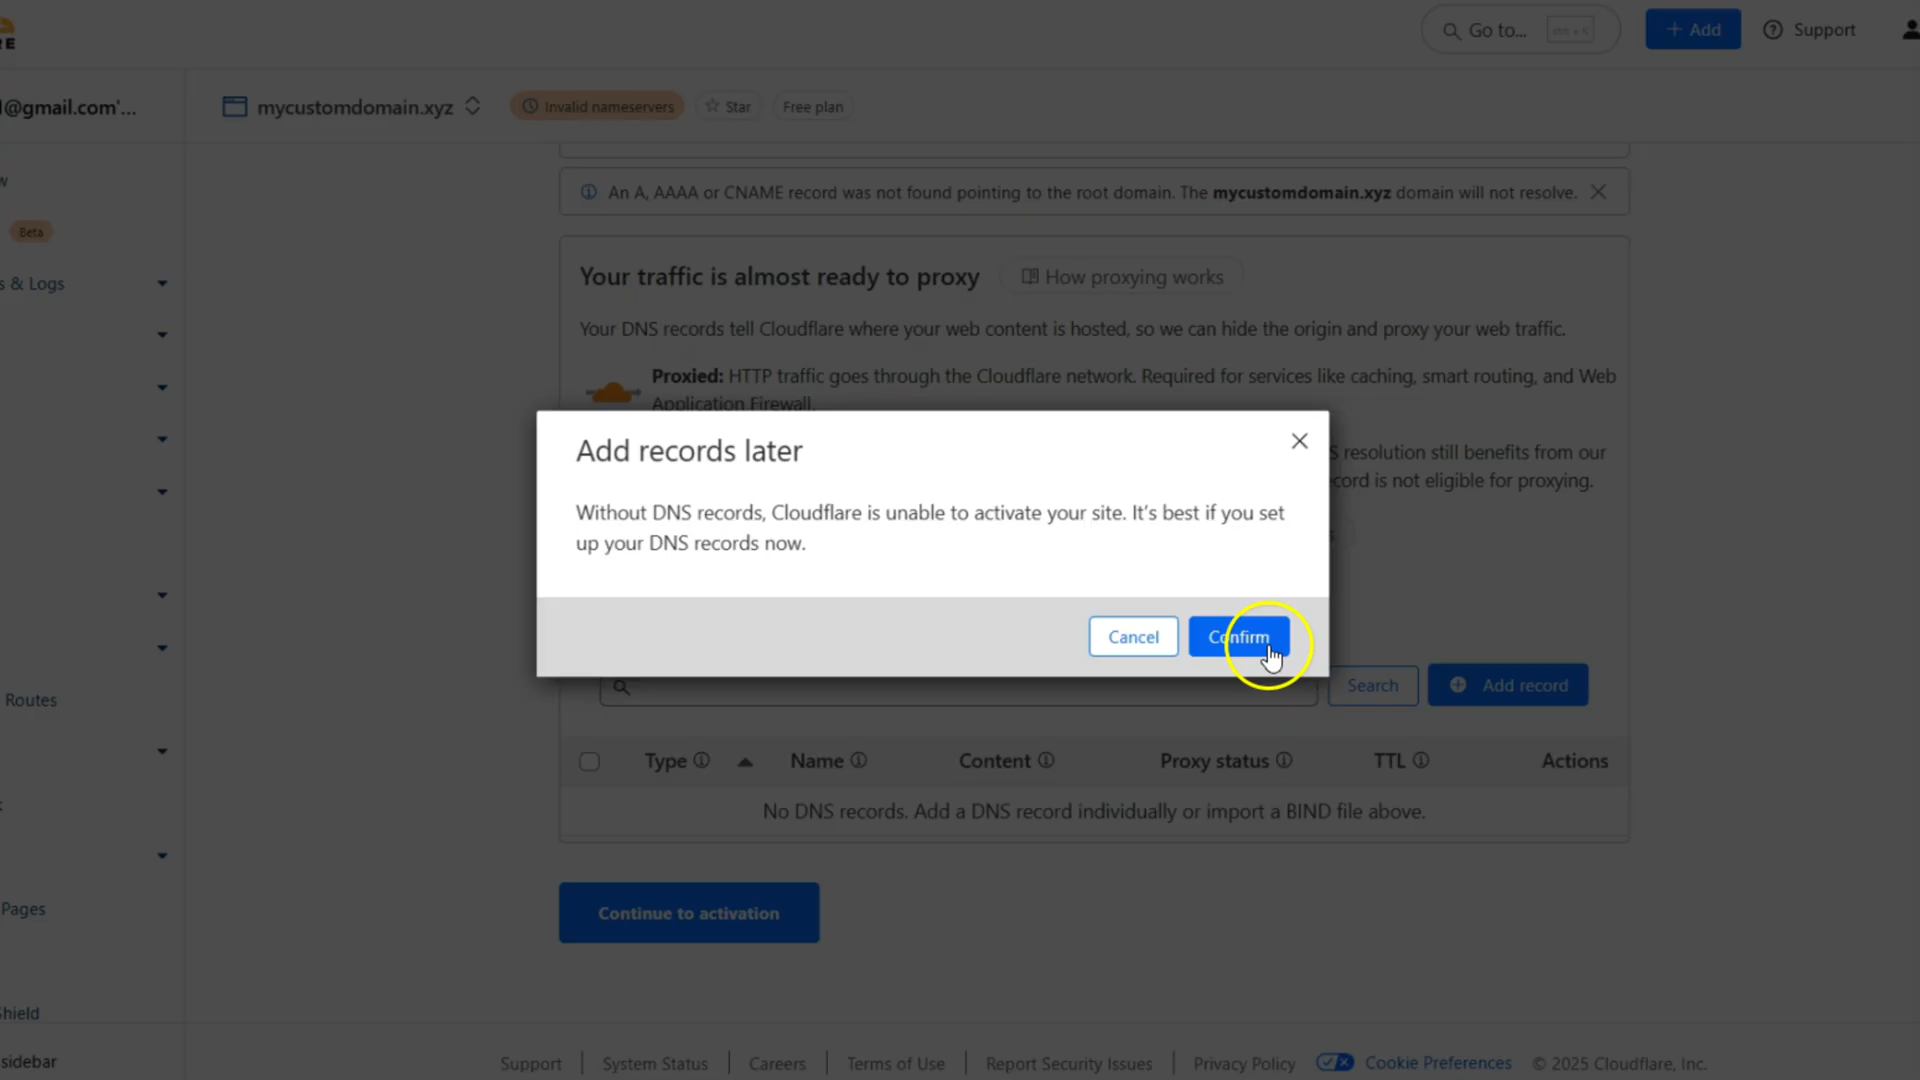 RE
Go to...
+ Add
Support
l@gmail.com'...
mycustomdomain.xyz
Invalid nameservers
Star
Free plan
w
An A, AAAA or CNAME record was not found pointing to the root domain. The mycustomdomain.xyz domain will not resolve.
Beta
Your traffic is almost ready to proxy
How proxying works
s & Logs
Your DNS records tell Cloudflare where your web content is hosted, so we can hide the origin and proxy your web traffic.
Proxied: HTTP traffic goes through the Cloudflare network. Required for services like caching, smart routing, and Web
Application Firewall.
Add records later
S resolution still benefits from our
cord is not eligible for proxying.
Without DNS records, Cloudflare is unable to activate your site. It's best if you set
up your DNS records now.
s
Cancel
Confirm
Search
Add record
Routes
Type
Name
Content
Proxy status
TTL
Actions
No DNS records. Add a DNS record individually or import a BIND file above.
Pages
Continue to activation
Shield
sidebar
Support
System Status
Careers
Terms of Use
Report Security Issues
Privacy Policy
Cookie Preferences
© 2025 Cloudflare, Inc.